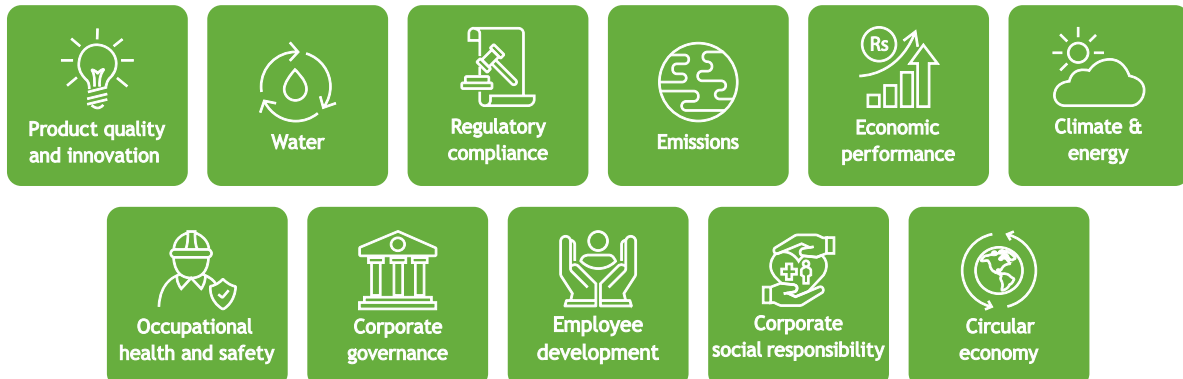 Product quality
and innovation
Water
Regulatory
compliance
Emissions
Rs
Economic
performance
Climate &
energy
Occupational
health and safety
Corporate
governance
Employee
development
Corporate
social responsibility
Circular
economy